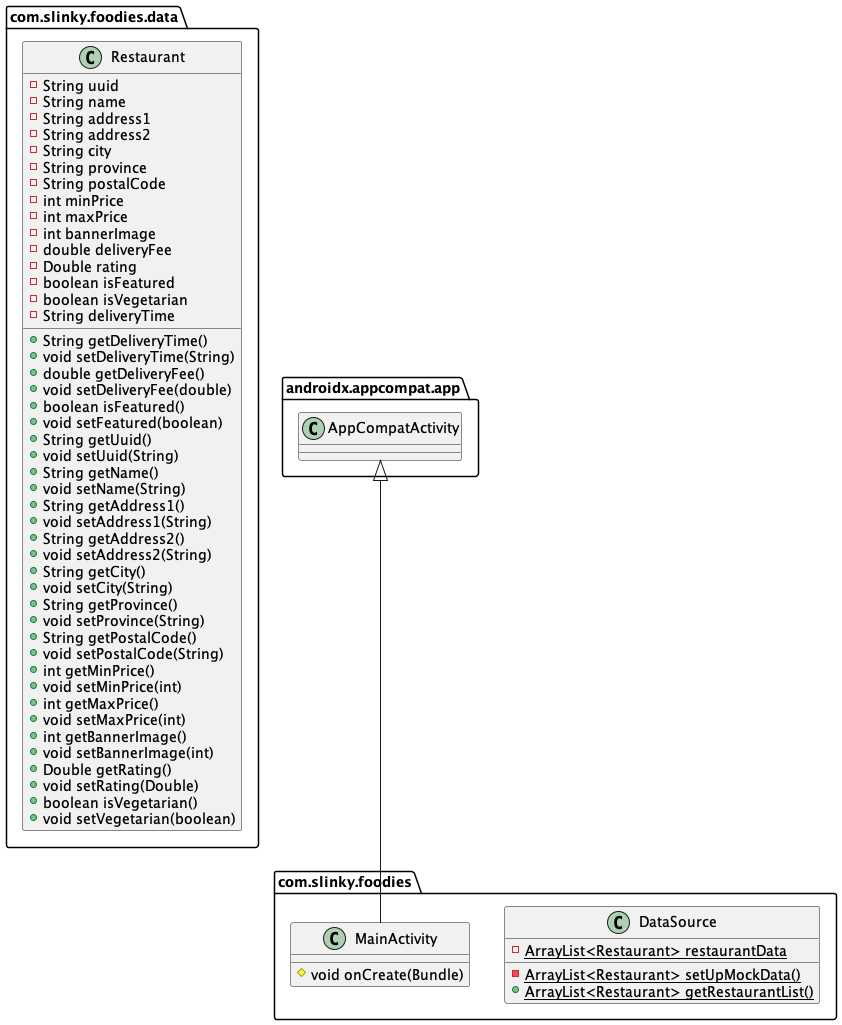 com.slinky.foodies.data
C Restaurant
String uuid
String name
String address1
String address2
String city
String province
String postalCode
int minPrice
int maxPrice
int bannerImage
double deliveryFee
Double rating
boolean isFeatured
boolean isVegetarian
String deliveryTime
String getDeliveryTime()
void setDeliveryTime(String)
double getDeliveryFee()
void setDeliveryFee(double)
boolean isFeatured()
void setFeatured(boolean)
String getUuid()
void setUuid(String)
String getName()
void setName(String)
String getAddress1()
void setAddress1(String)
String getAddress2()
void setAddress2(String)
String getCity()
void setCity(String)
String getProvince()
void setProvince(String)
String getPostalCode()
void setPostalCode(String)
int getMinPrice()
void setMinPrice(int)
int getMaxPrice()
void setMaxPrice(int)
int getBannerImage()
void setBannerImage(int)
Double getRating()
void setRating(Double)
boolean isVegetarian()
void setVegetarian(boolean)
androidx.appcompat.app
C AppCompatActivity
com.slinky.foodies
C MainActivity
void onCreate(Bundle)
C DataSource
ArrayList<Restaurant> restaurantData
ArrayList<Restaurant> setUpMockData()
ArrayList<Restaurant> getRestaurantList()